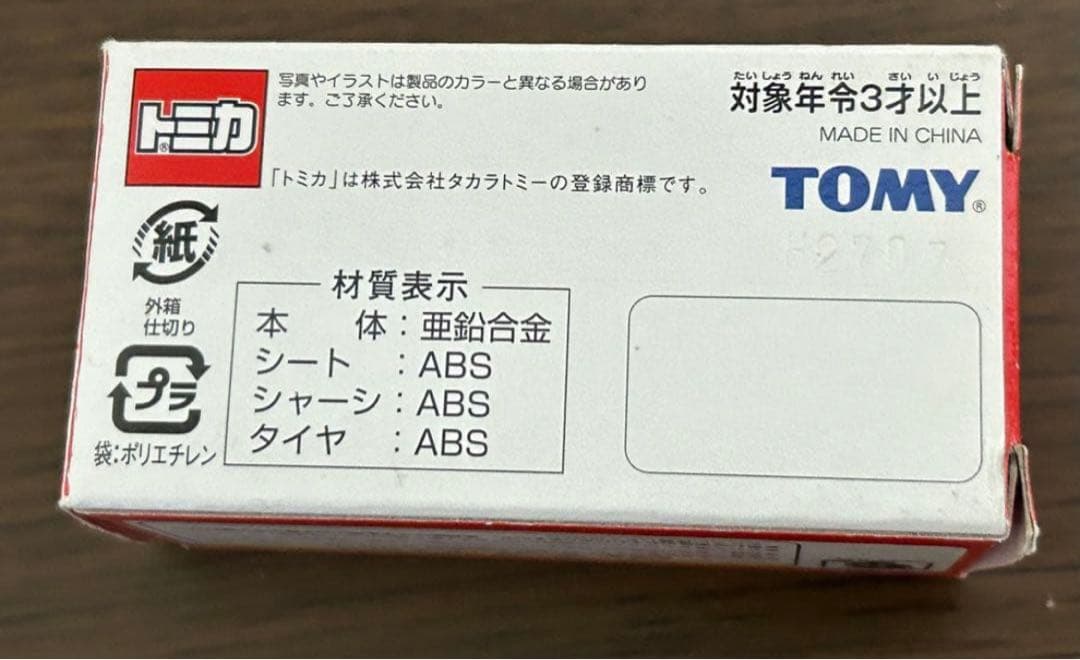 トミカ®
写真やイラストは製品のカラーと異なる場合があり
ます。ご了承ください。
「トミカ」は株式会社タカラトミーの登録商標です。
たいしょう ねん れい さい い じょう
対象年令3才以上
MADE IN CHINA
TOMY®
紙
外箱
仕切り
プラ
袋:ポリエチレン
材質表示
本 体:亜鉛合金
シート :ABS
シャーシ:ABS
タイヤ :ABS